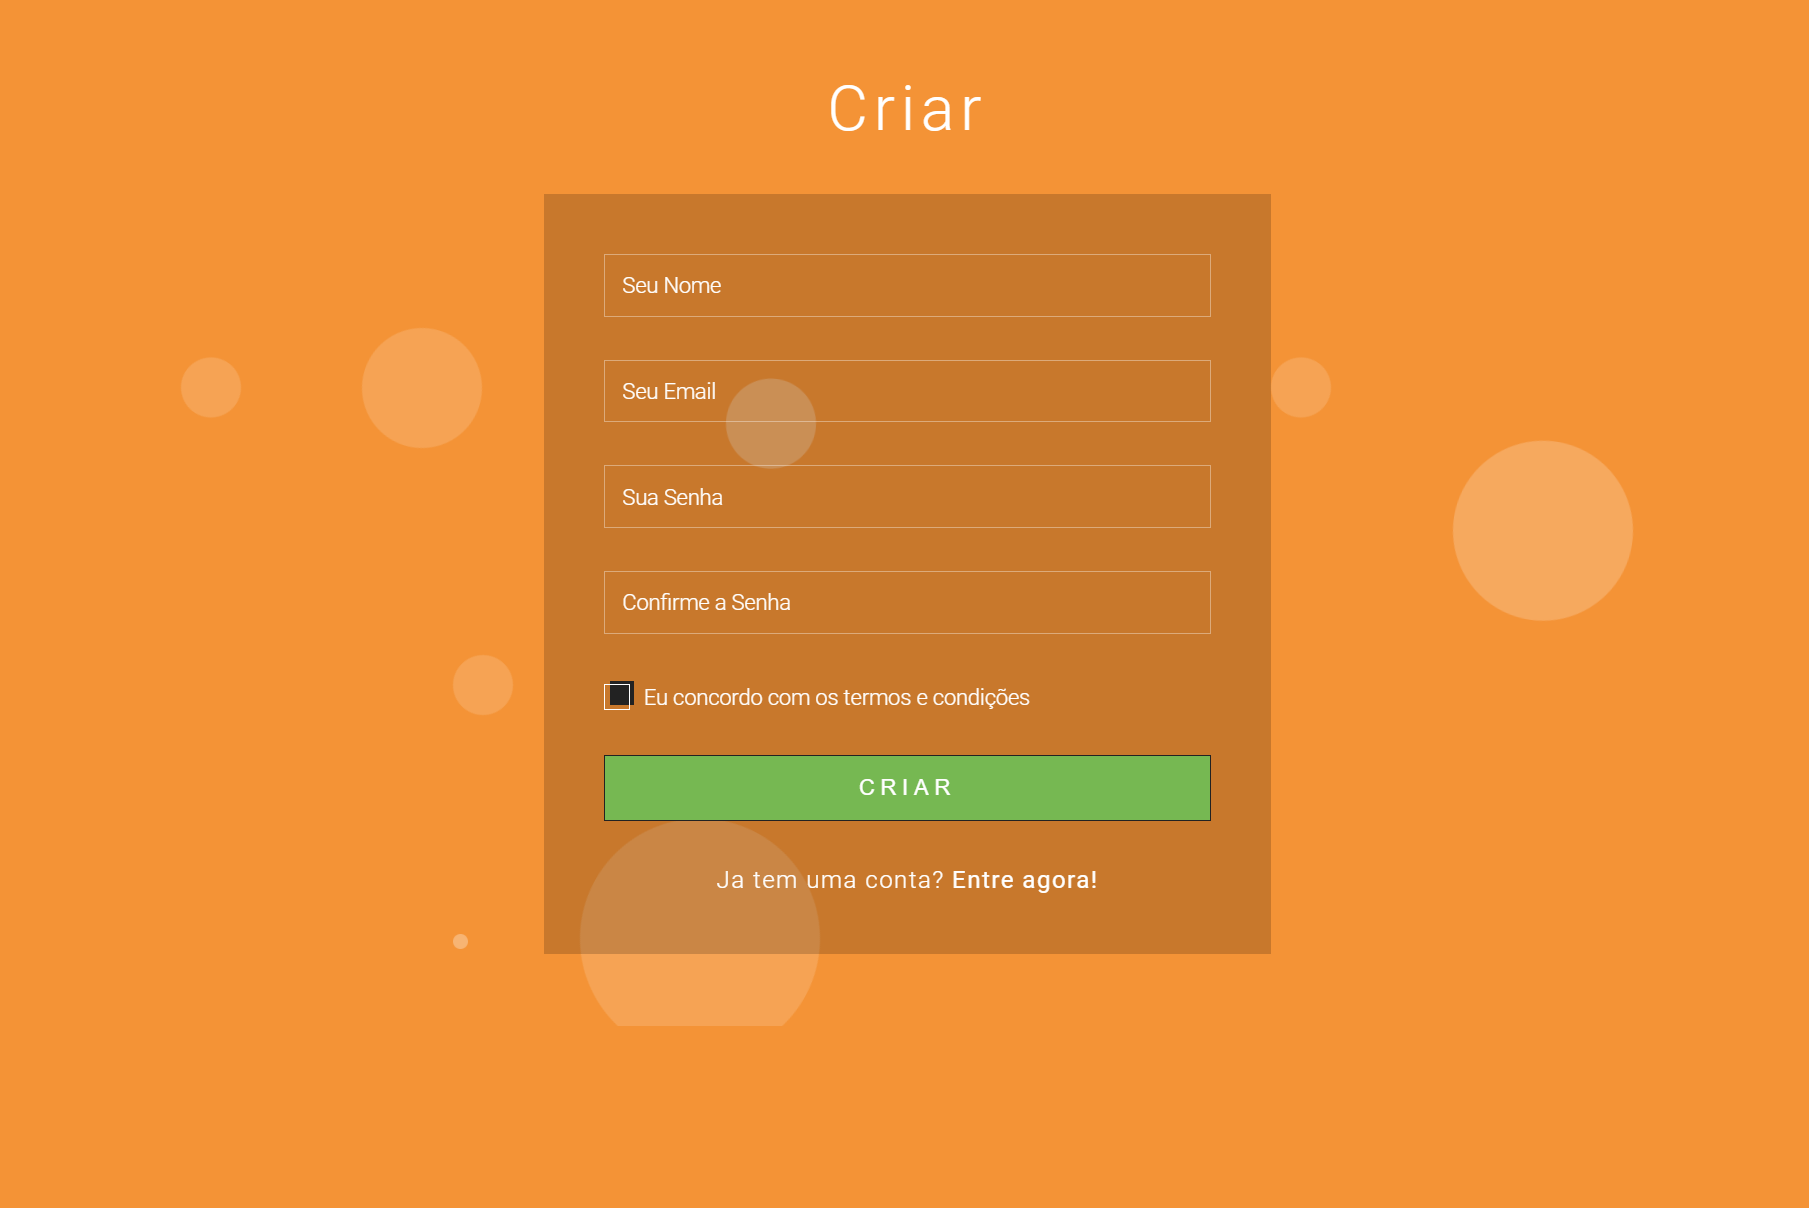 Criar
Seu Nome
Seu Email
Sua Senha
Confirme a Senha
Eu concordo com os termos e condições
CRIAR
Ja tem uma conta? Entre agora!